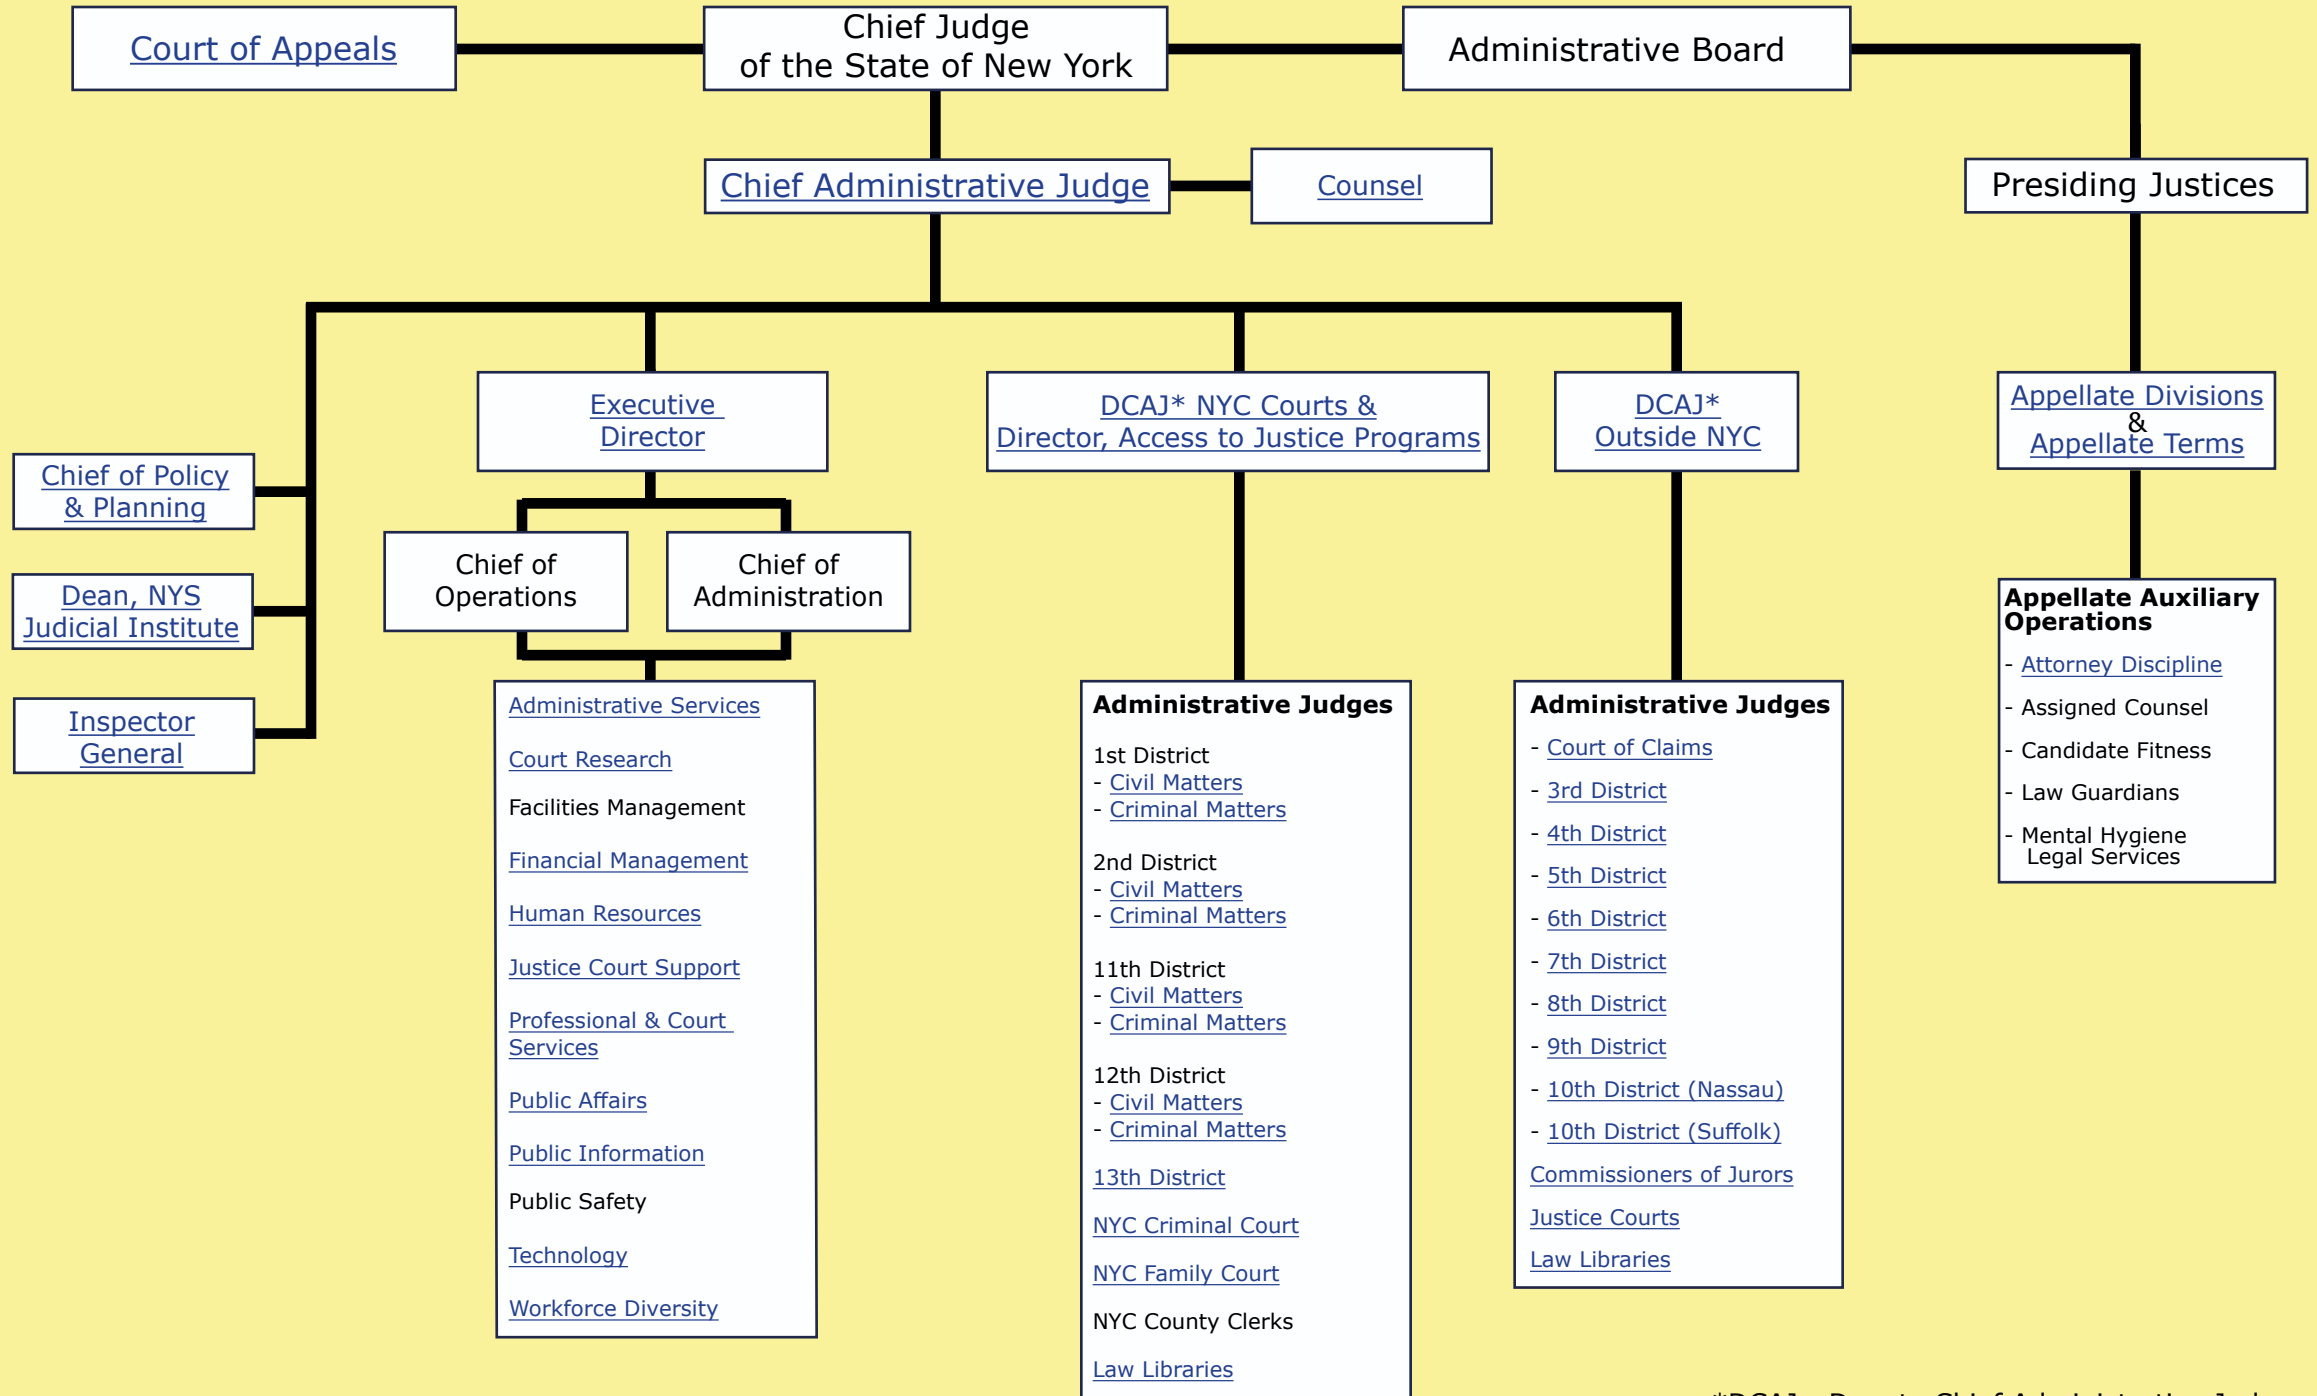 Court of Appeals
Chief Judge
of the State of New York
Administrative Board
Chief Administrative Judge
Counsel
Presiding Justices
Executive
Director
DCAJ* NYC Courts &
Director, Access to Justice Programs
DCAJ*
Outside NYC
Appellate Divisions
&
Appellate Terms
Chief of Policy
& Planning
Dean, NYS
Judicial Institute
Inspector
General
Chief of
Operations
Chief of
Administration
Administrative Services
Court Research
Facilities Management
Financial Management
Human Resources
Justice Court Support
Professional & Court
Services
Public Affairs
Public Information
Public Safety
Technology
Workforce Diversity
Administrative Judges
1st District
- Civil Matters
- Criminal Matters
2nd District
- Civil Matters
- Criminal Matters
11th District
- Civil Matters
- Criminal Matters
12th District
- Civil Matters
- Criminal Matters
13th District
NYC Criminal Court
NYC Family Court
NYC County Clerks
Law Libraries
Administrative Judges
- Court of Claims
- 3rd District
- 4th District
- 5th District
- 6th District
- 7th District
- 8th District
- 9th District
- 10th District (Nassau)
- 10th District (Suffolk)
Commissioners of Jurors
Justice Courts
Law Libraries
Appellate Auxiliary
Operations
- Attorney Discipline
- Assigned Counsel
- Candidate Fitness
- Law Guardians
- Mental Hygiene
Legal Services